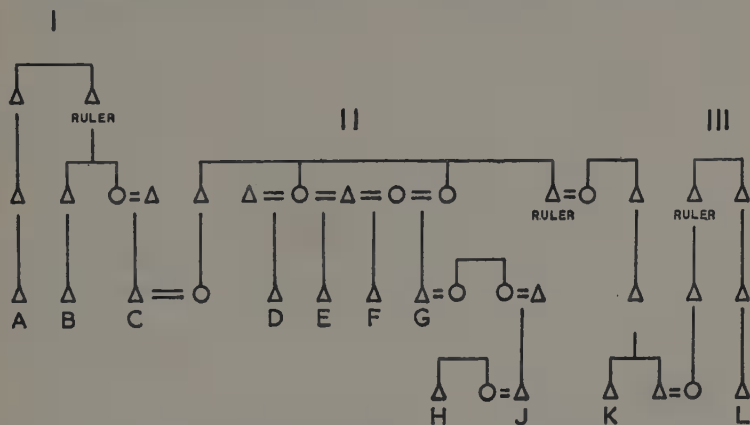 I
II
III
RULER
RULER
RULER
A B C D E F G
H J K L